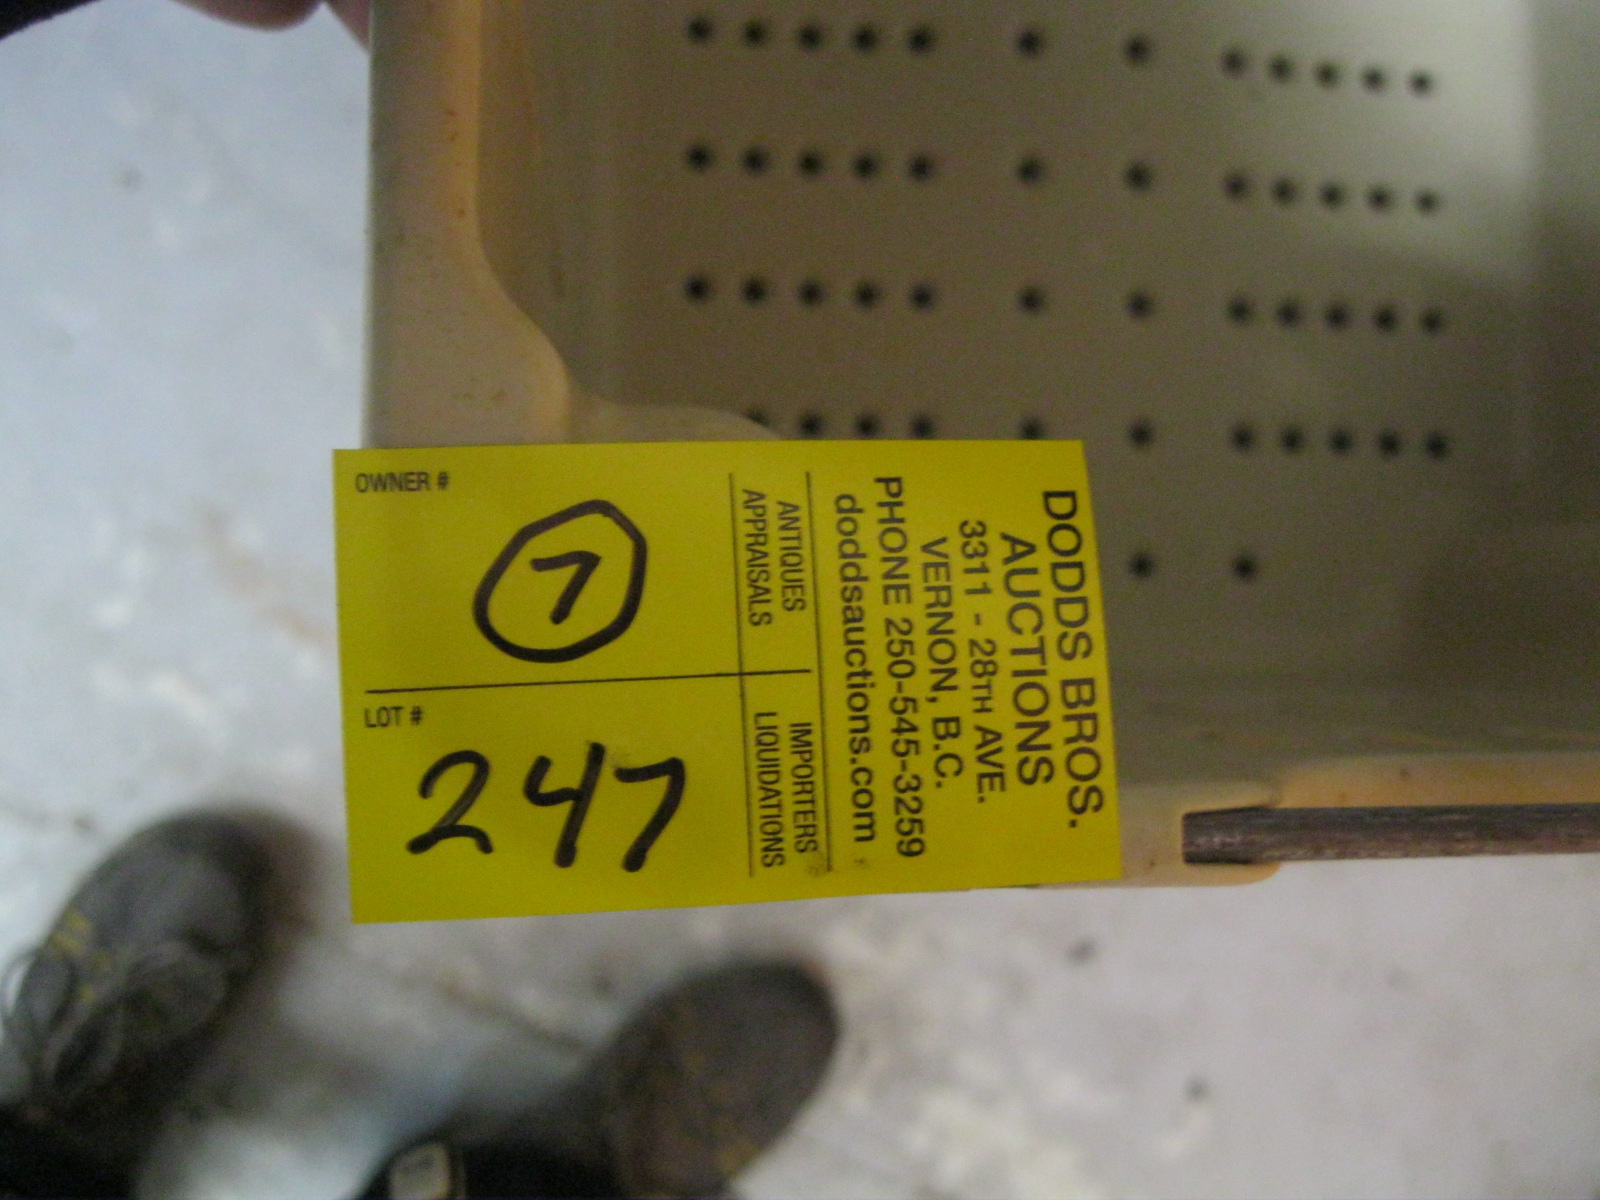 DODDS BROS.
AUCTIONS
3311 - 28TH AVE.
VERNON, B.C.
PHONE 250-545-3259
doddsauctions.com
ANTIQUES
APPRAISALS
IMPORTERS
LIQUIDATIONS
OWNER #
7
LOT #
247